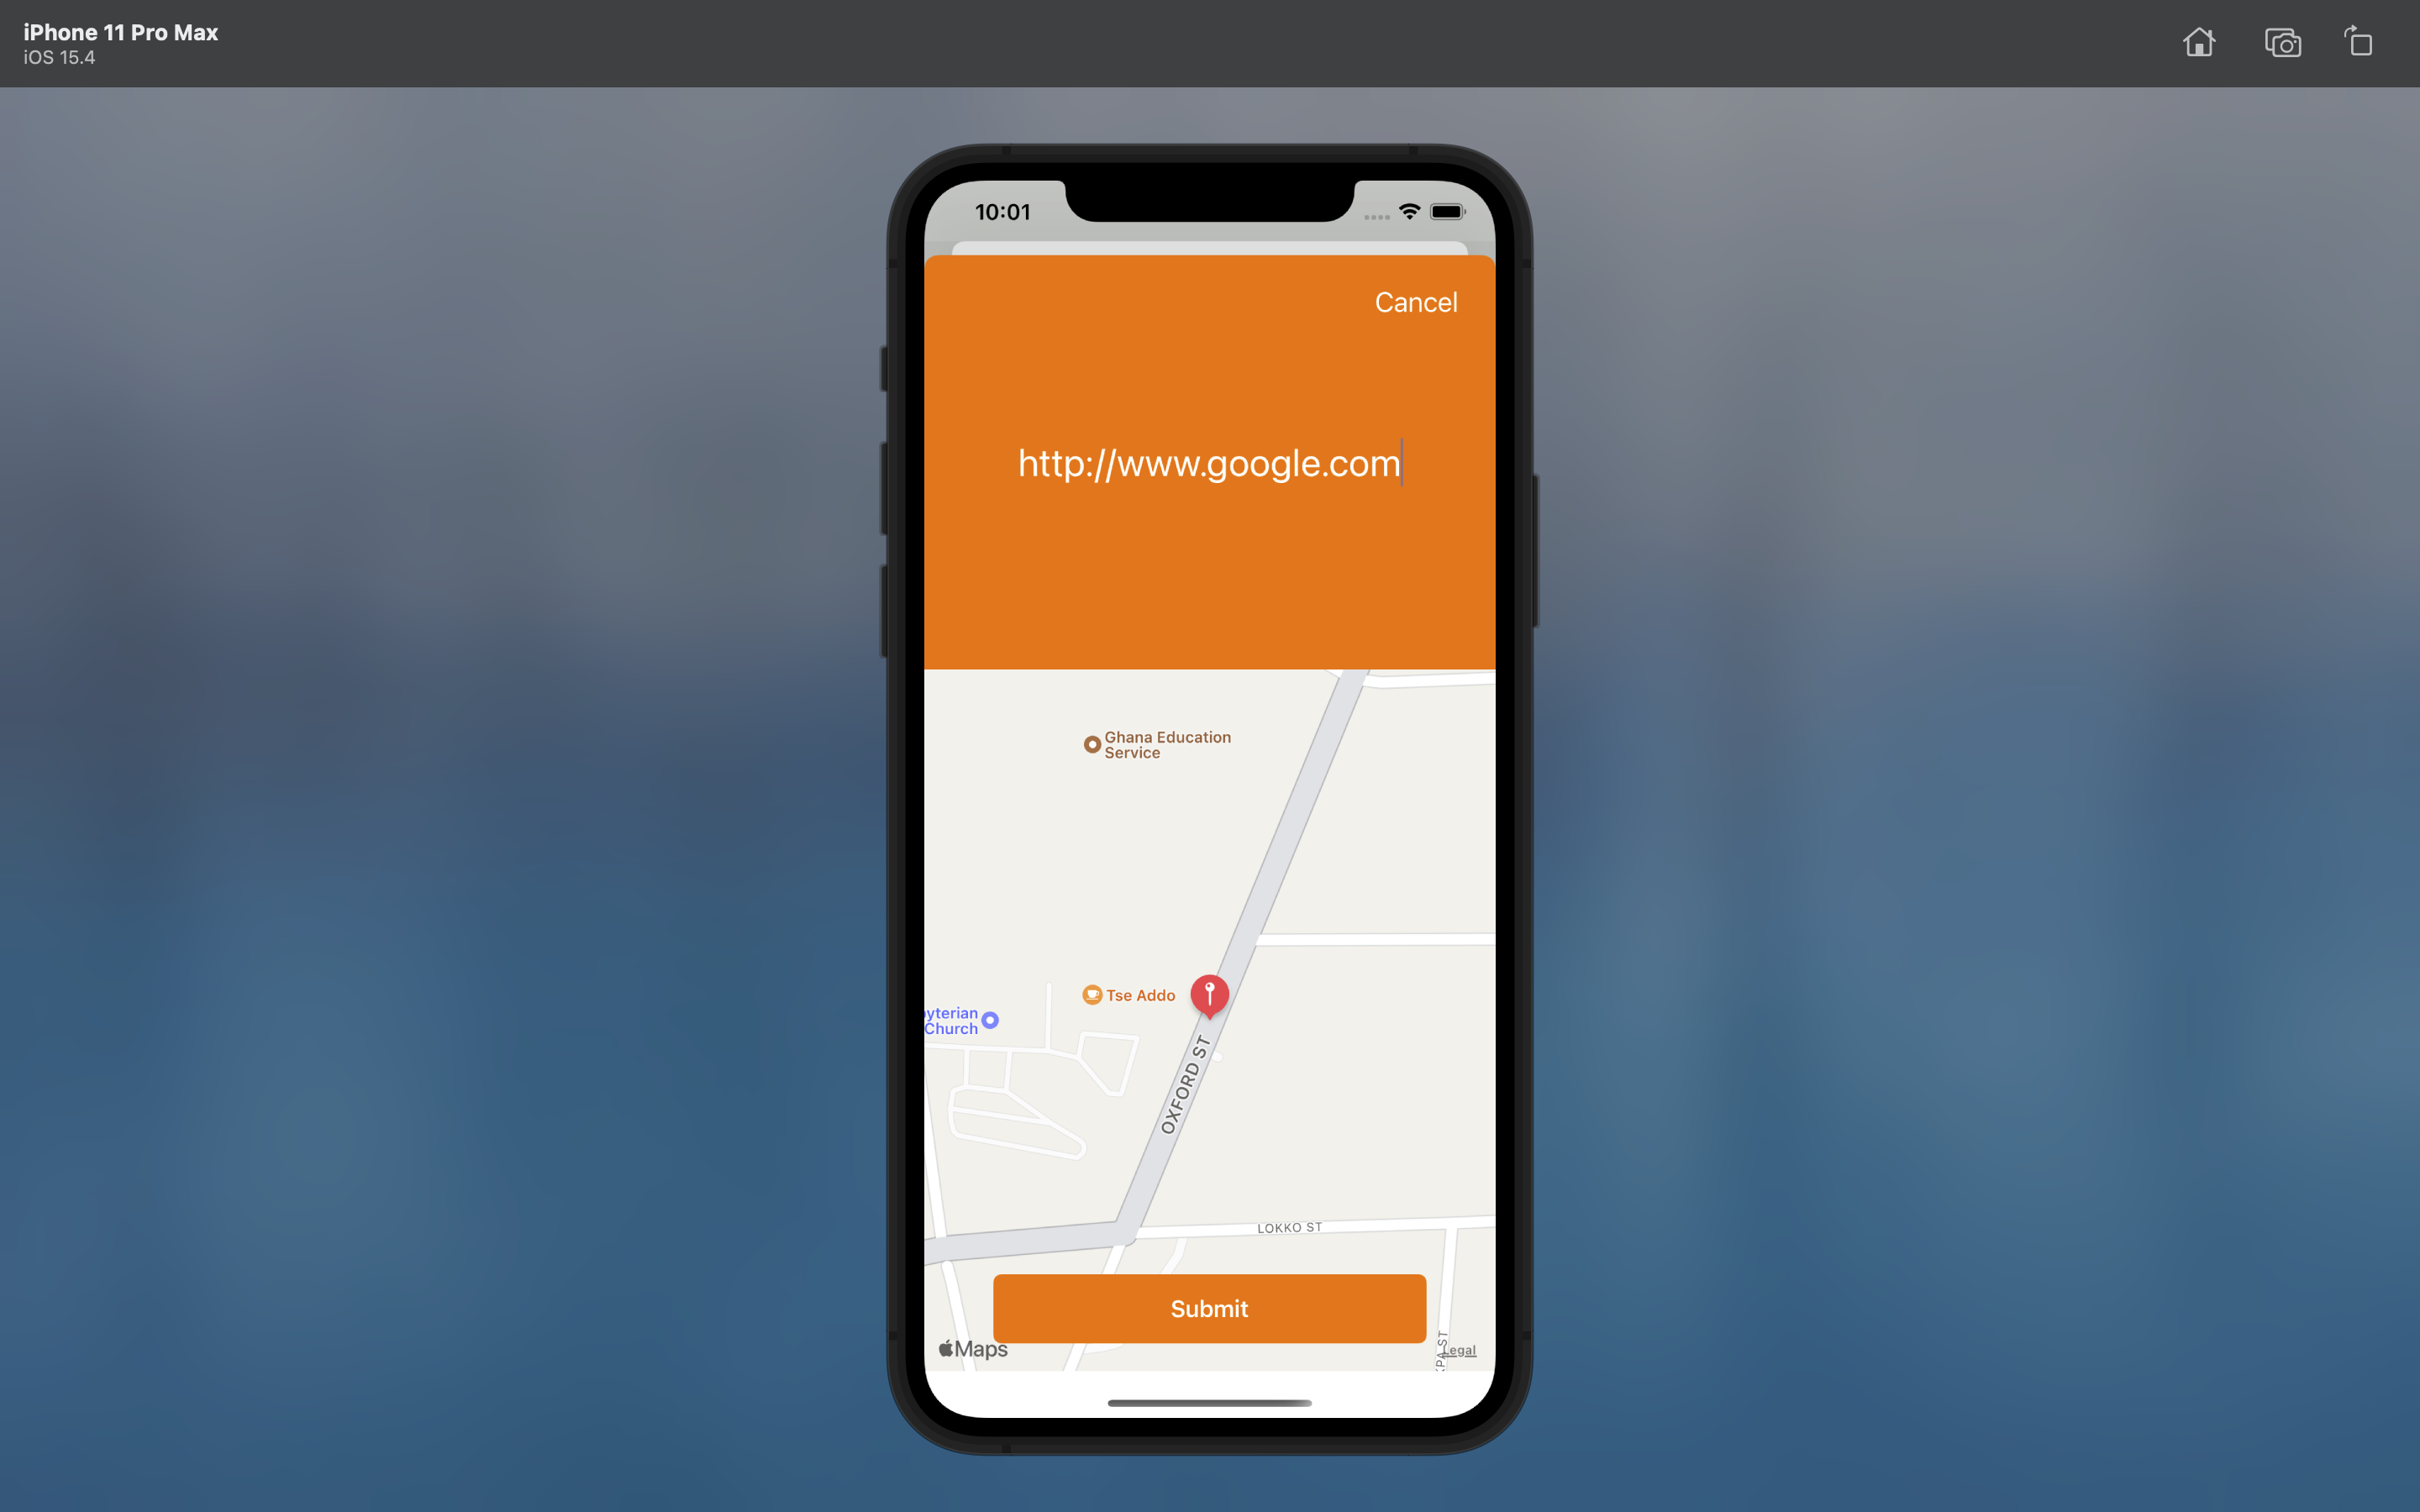 iPhone 11 Pro Max
iOS 15.4
10:01
Cancel
http://www.google.com
Ghana Education
Service
Tse Addo
Church
OXFORD ST
LOKKO ST
Submit
Maps
Legal
ST